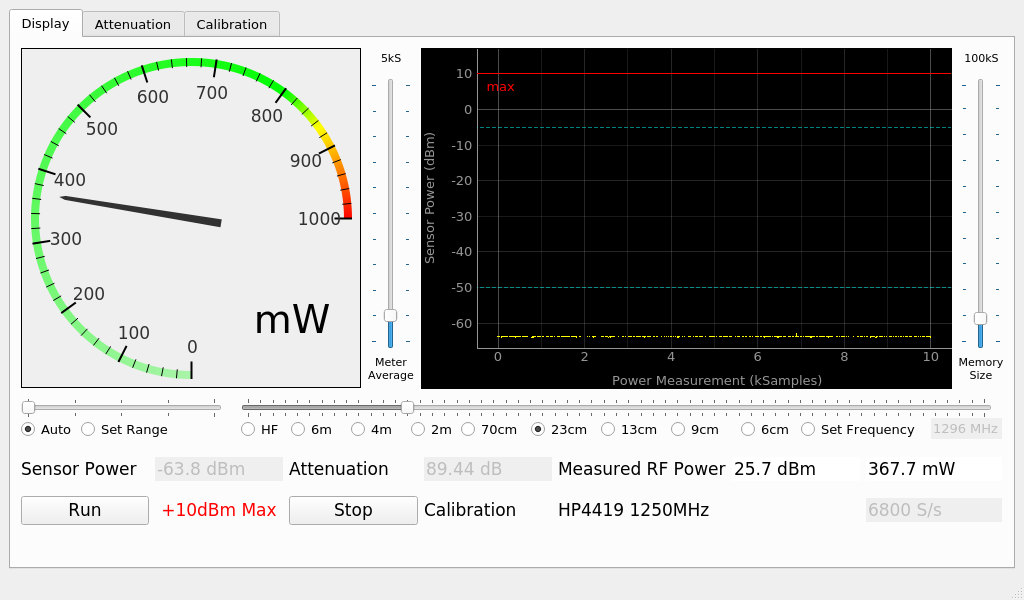 Display Attenuation Calibration
5kS
100kS
0
100
200
300
400
500
600
700
800
900
1000
mW
Meter
Average
max
Sensor Power (dBm)
10
0
-10
-20
-30
-40
-50
-60
0 2 4 6 8 10
Power Measurement (kSamples)
Memory
Size
Auto Set Range HF 6m 4m 2m 70cm 23cm 13cm 9cm 6cm Set Frequency 1296 MHz
Sensor Power -63.8 dBm Attenuation 89.44 dB Measured RF Power 25.7 dBm 367.7 mW
Run +10dBm Max Stop Calibration HP4419 1250MHz 6800 S/s